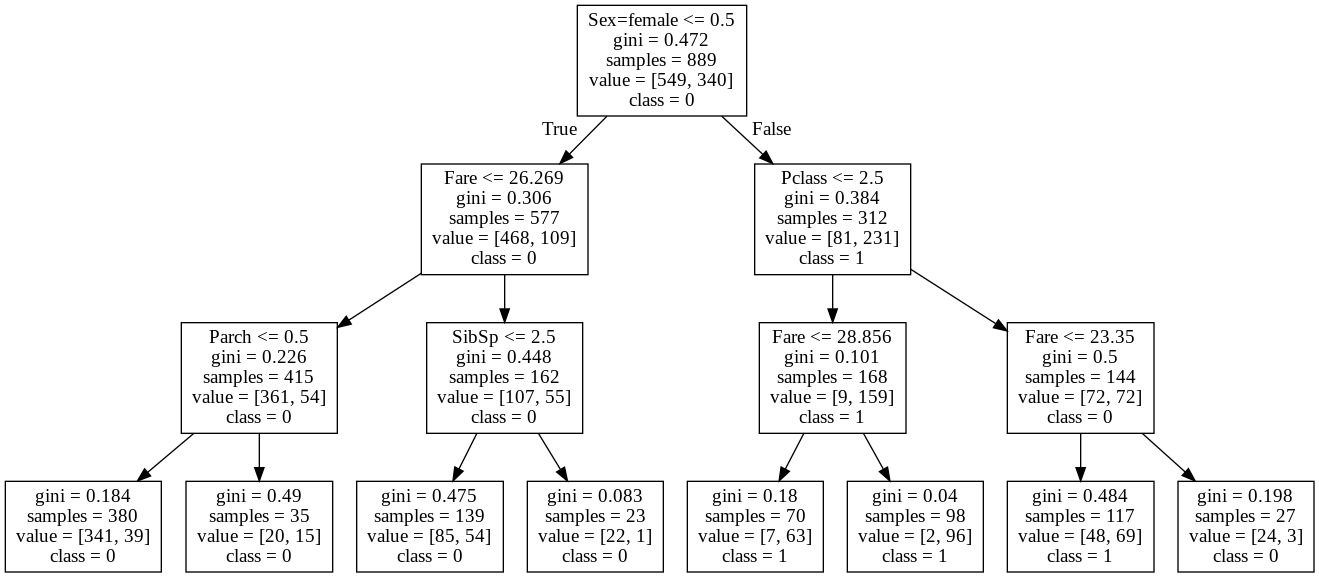 Sex=female <= 0.5
gini = 0.472
samples = 889
value = [549, 340]
class = 0
True
False
Fare <= 26.269
gini = 0.306
samples = 577
value = [468, 109]
class = 0
Pclass <= 2.5
gini = 0.384
samples = 312
value = [81, 231]
class = 1
Parch <= 0.5
gini = 0.226
samples = 415
value = [361, 54]
class = 0
SibSp <= 2.5
gini = 0.448
samples = 162
value = [107, 55]
class = 0
Fare <= 28.856
gini = 0.101
samples = 168
value = [9, 159]
class = 1
Fare <= 23.35
gini = 0.5
samples = 144
value = [72, 72]
class = 0
gini = 0.184
samples = 380
value = [341, 39]
class = 0
gini = 0.49
samples = 35
value = [20, 15]
class = 0
gini = 0.475
samples = 139
value = [85, 54]
class = 0
gini = 0.083
samples = 23
value = [22, 1]
class = 0
gini = 0.18
samples = 70
value = [7, 63]
class = 1
gini = 0.04
samples = 98
value = [2, 96]
class = 1
gini = 0.484
samples = 117
value = [48, 69]
class = 1
gini = 0.198
samples = 27
value = [24, 3]
class = 0